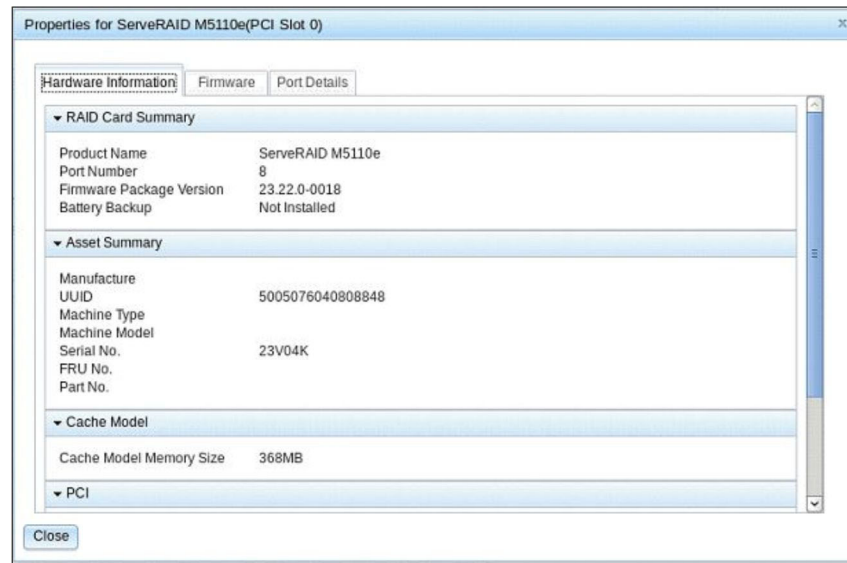 Properties for ServeRAID M5110e(PCI Slot 0)
x
Hardware Information Firmware Port Details
RAID Card Summary
Product Name ServeRAID M5110e
Port Number 8
Firmware Package Version 23.22.0-0018
Battery Backup Not Installed
Asset Summary
Manufacture
UUID 5005076040808848
Machine Type
Machine Model
Serial No. 23V04K
FRU No.
Part No.
Cache Model
Cache Model Memory Size 368MB
PCI
Close